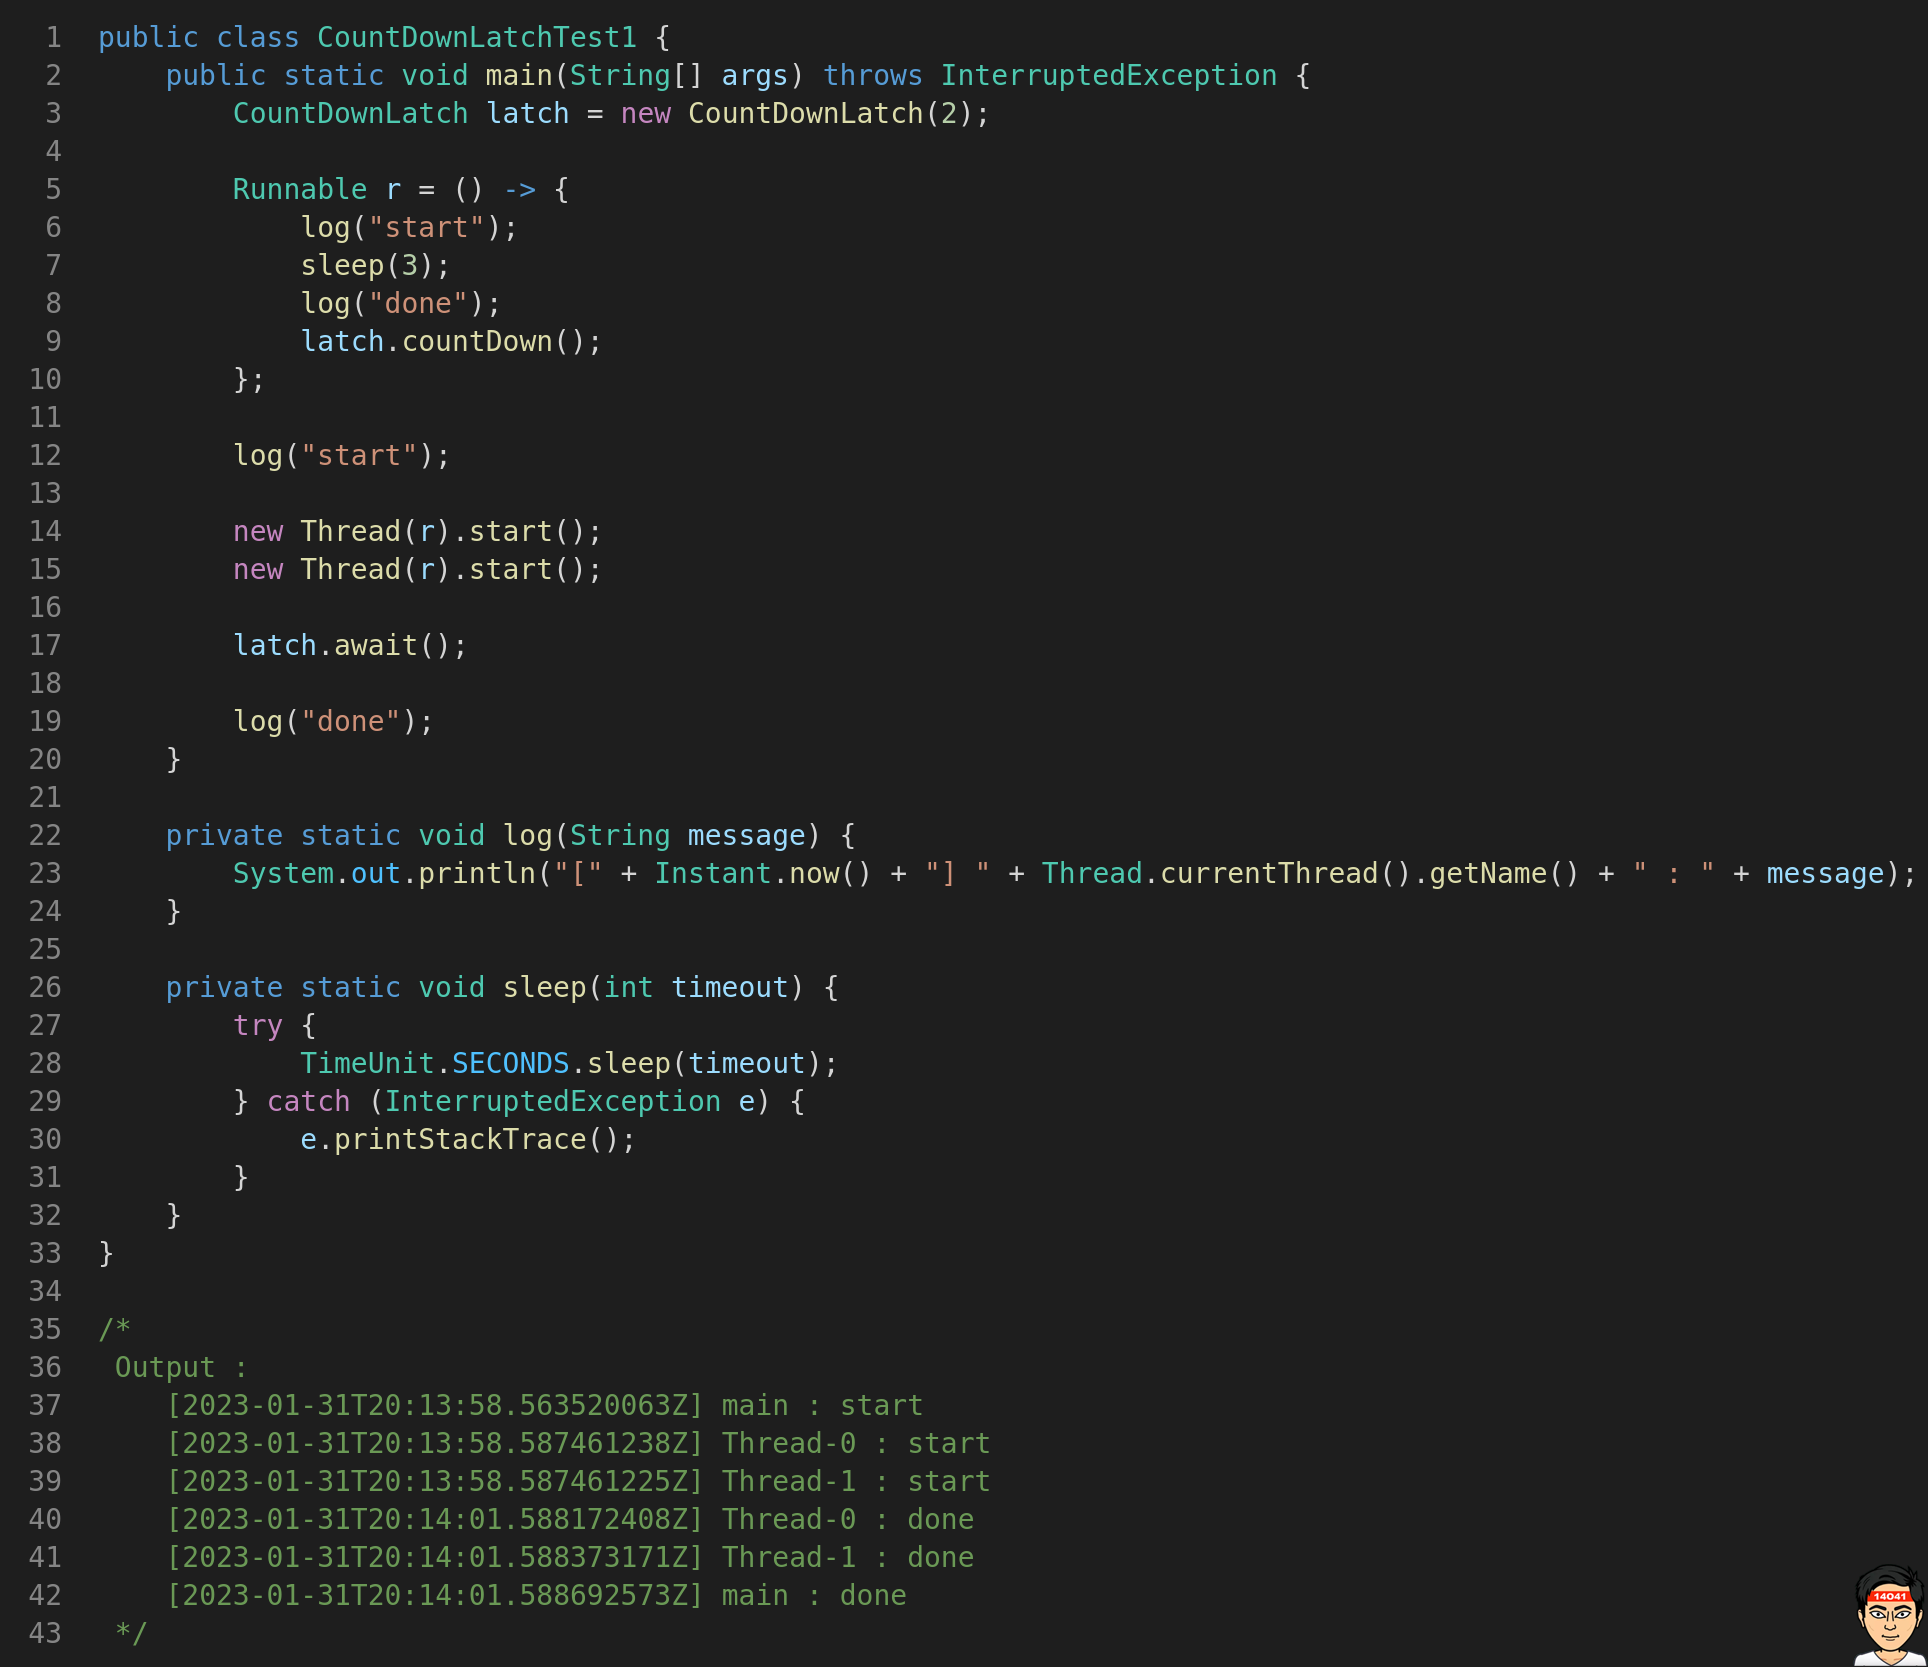 1 public class CountDownLatchTest1 {
2     public static void main(String[] args) throws InterruptedException {
3         CountDownLatch latch = new CountDownLatch(2);
4
5         Runnable r = () -> {
6             log("start");
7             sleep(3);
8             log("done");
9             latch.countDown();
10         };
11
12         log("start");
13
14         new Thread(r).start();
15         new Thread(r).start();
16
17         latch.await();
18
19         log("done");
20     }
21
22     private static void log(String message) {
23         System.out.println("[" + Instant.now() + "] " + Thread.currentThread().getName() + " : " + message);
24     }
25
26     private static void sleep(int timeout) {
27         try {
28             TimeUnit.SECONDS.sleep(timeout);
29         } catch (InterruptedException e) {
30             e.printStackTrace();
31         }
32     }
33 }
34
35 /*
36  Output :
37     [2023-01-31T20:13:58.563520063Z] main : start
38     [2023-01-31T20:13:58.587461238Z] Thread-0 : start
39     [2023-01-31T20:13:58.587461225Z] Thread-1 : start
40     [2023-01-31T20:14:01.588172408Z] Thread-0 : done
41     [2023-01-31T20:14:01.588373171Z] Thread-1 : done
42     [2023-01-31T20:14:01.588692573Z] main : done
43  */
14041